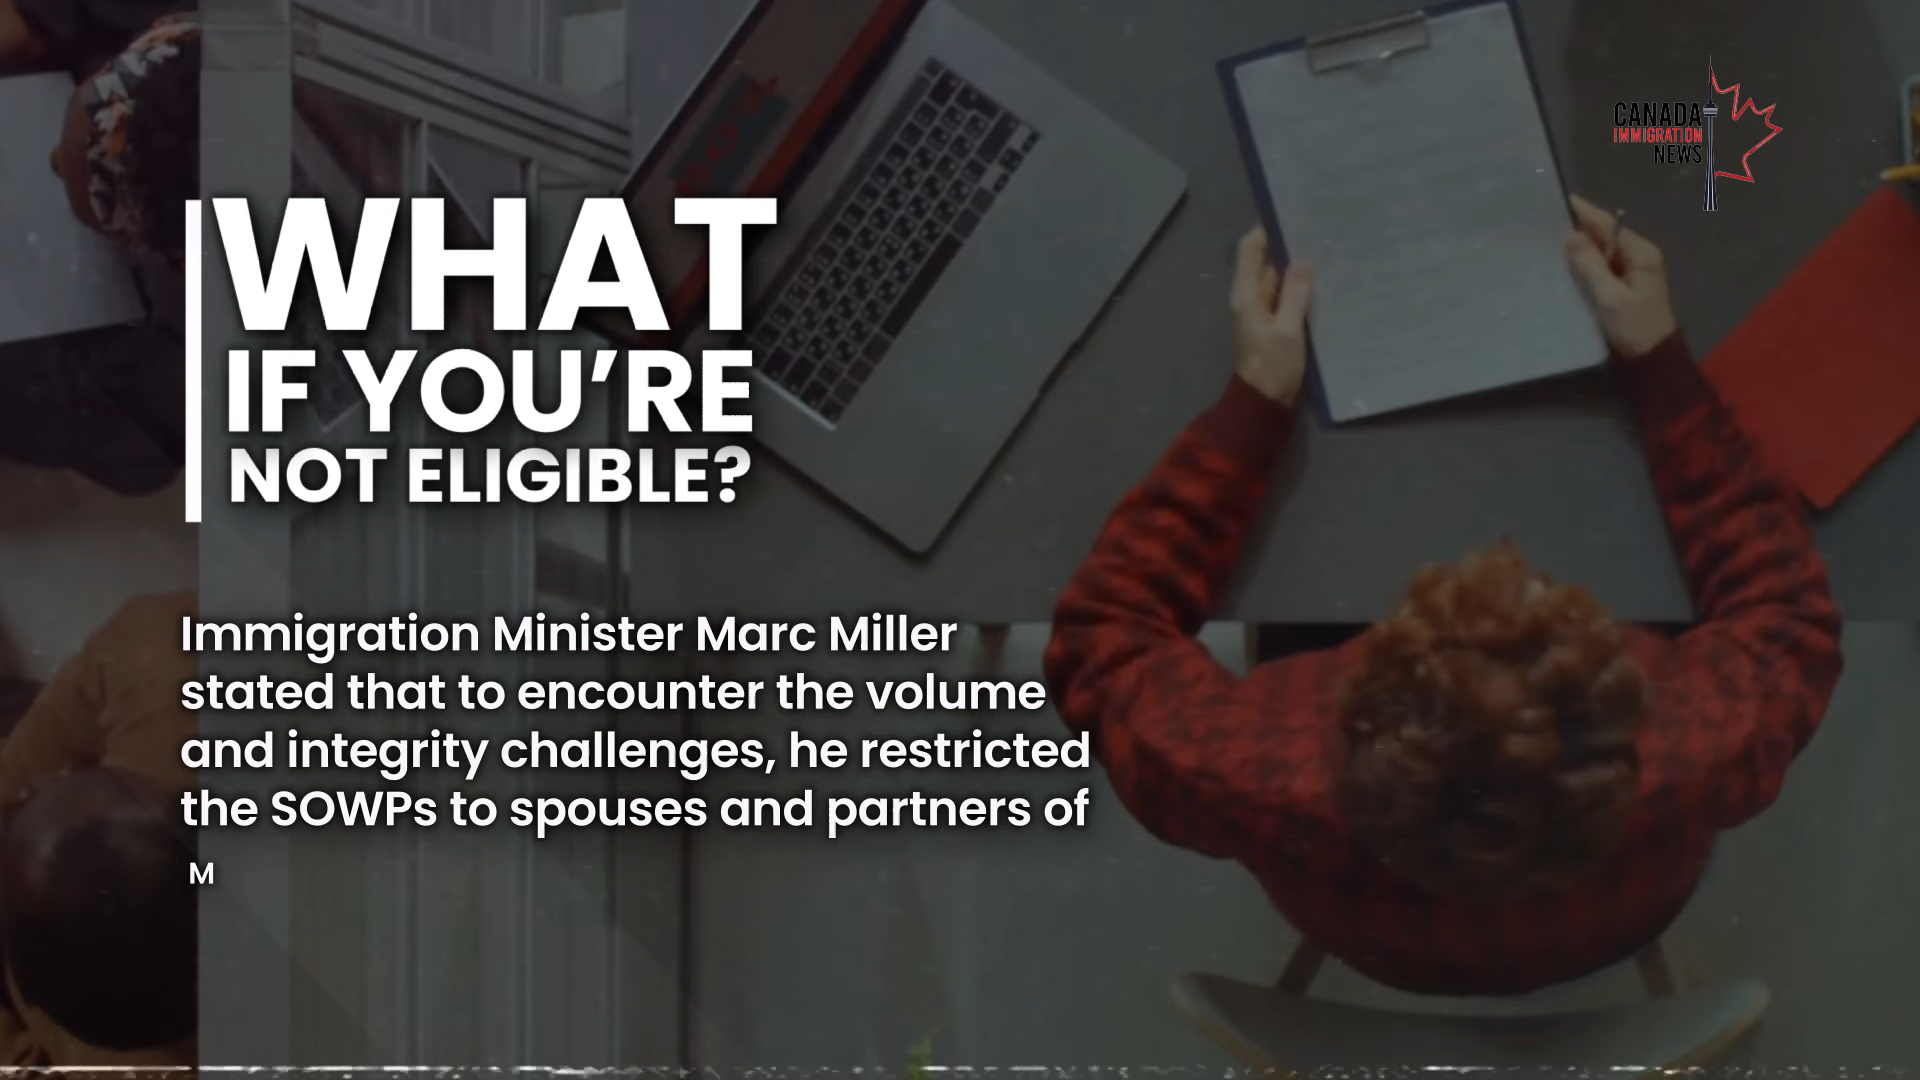 CANADA
IMMIGRATION
NEWS
WHAT
IF YOU’RE
NOT ELIGIBLE?
Immigration Minister Marc Miller
stated that to encounter the volume
and integrity challenges, he restricted
the SOWPs to spouses and partners of
M